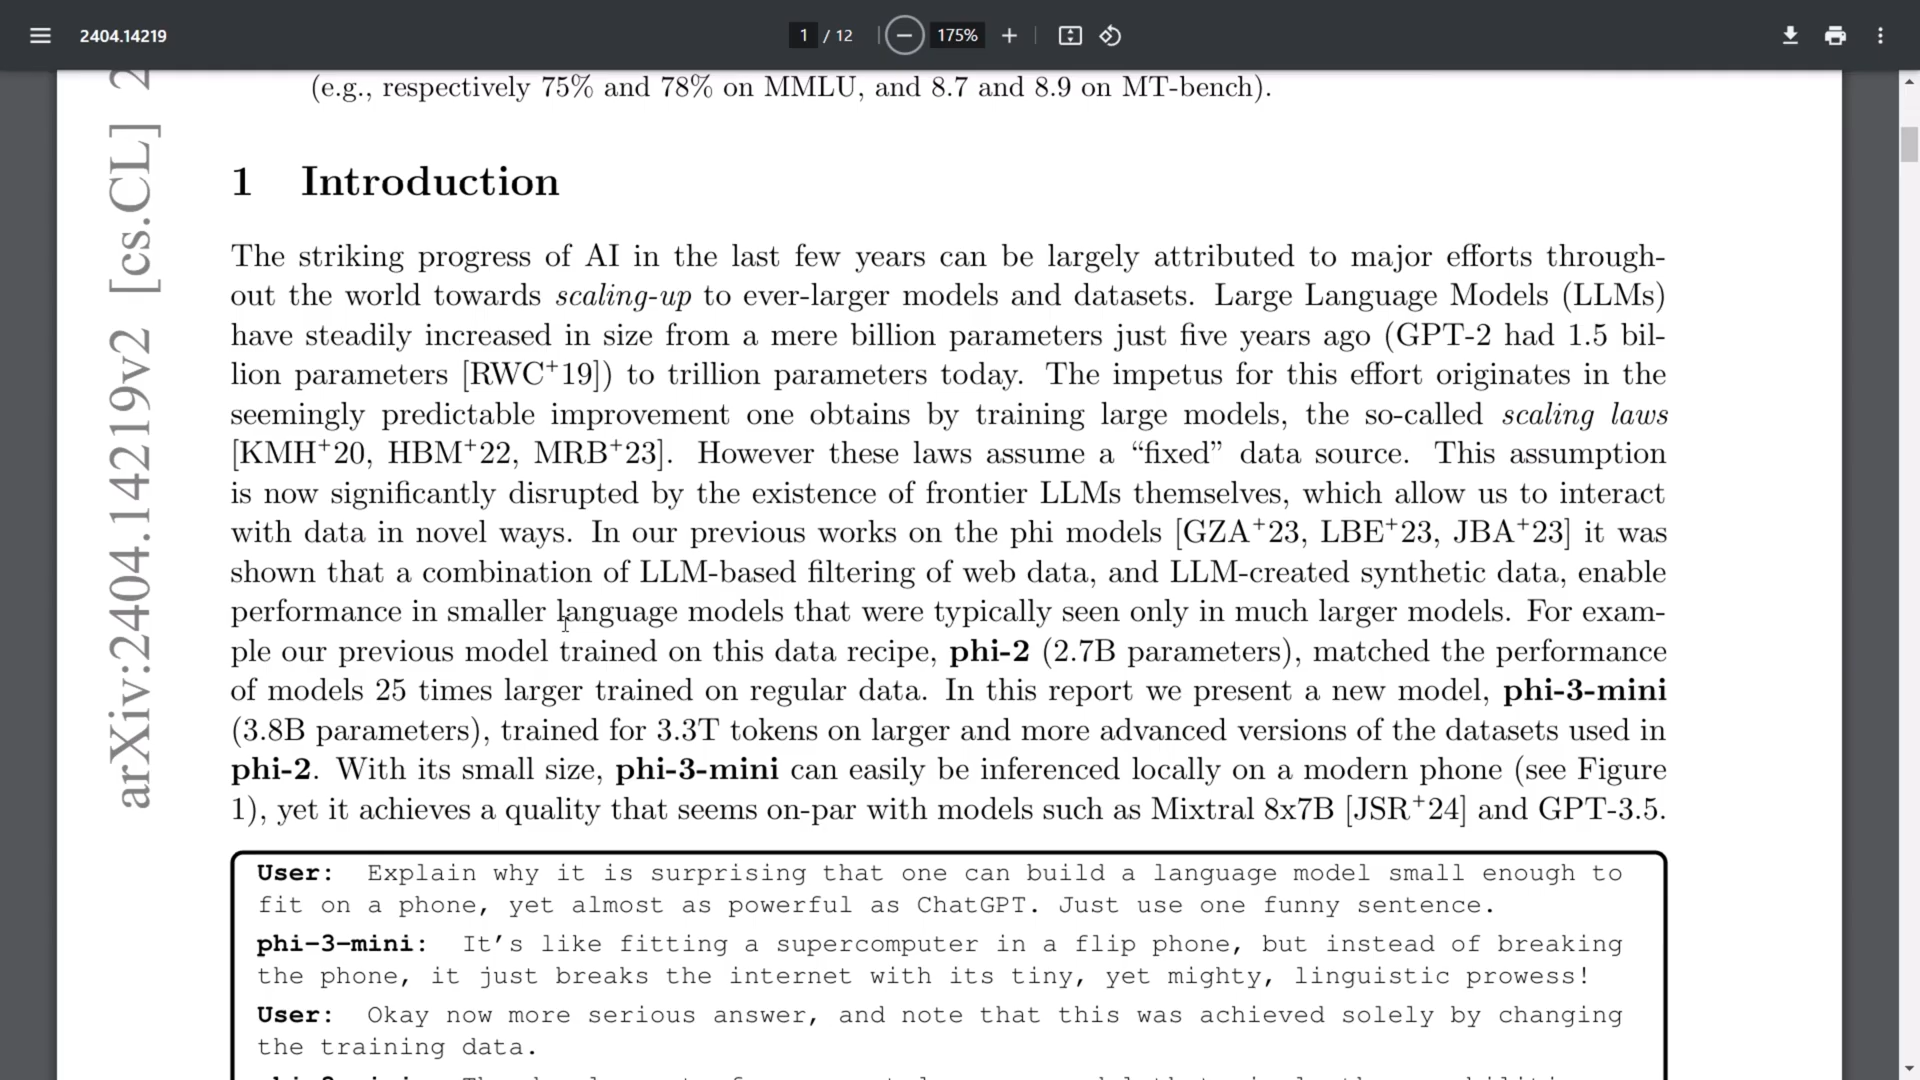 2404.14219
1 / 12
175%
(e.g., respectively 75% and 78% on MMLU, and 8.7 and 8.9 on MT-bench).
arXiv:2404.14219v2 [cs.CL] 2
1 Introduction
The striking progress of AI in the last few years can be largely attributed to major efforts through-
out the world towards scaling-up to ever-larger models and datasets. Large Language Models (LLMs)
have steadily increased in size from a mere billion parameters just five years ago (GPT-2 had 1.5 bil-
lion parameters [RWC+19]) to trillion parameters today. The impetus for this effort originates in the
seemingly predictable improvement one obtains by training large models, the so-called scaling laws
[KMH+20, HBM+22, MRB+23]. However these laws assume a “fixed” data source. This assumption
is now significantly disrupted by the existence of frontier LLMs themselves, which allow us to interact
with data in novel ways. In our previous works on the phi models [GZA+23, LBE+23, JBA+23] it was
shown that a combination of LLM-based filtering of web data, and LLM-created synthetic data, enable
performance in smaller language models that were typically seen only in much larger models. For exam-
ple our previous model trained on this data recipe, phi-2 (2.7B parameters), matched the performance
of models 25 times larger trained on regular data. In this report we present a new model, phi-3-mini
(3.8B parameters), trained for 3.3T tokens on larger and more advanced versions of the datasets used in
phi-2. With its small size, phi-3-mini can easily be inferenced locally on a modern phone (see Figure
1), yet it achieves a quality that seems on-par with models such as Mixtral 8x7B [JSR+24] and GPT-3.5.
User: Explain why it is surprising that one can build a language model small enough to
fit on a phone, yet almost as powerful as ChatGPT. Just use one funny sentence.
phi-3-mini: It’s like fitting a supercomputer in a flip phone, but instead of breaking
the phone, it just breaks the internet with its tiny, yet mighty, linguistic prowess!
User: Okay now more serious answer, and note that this was achieved solely by changing
the training data.